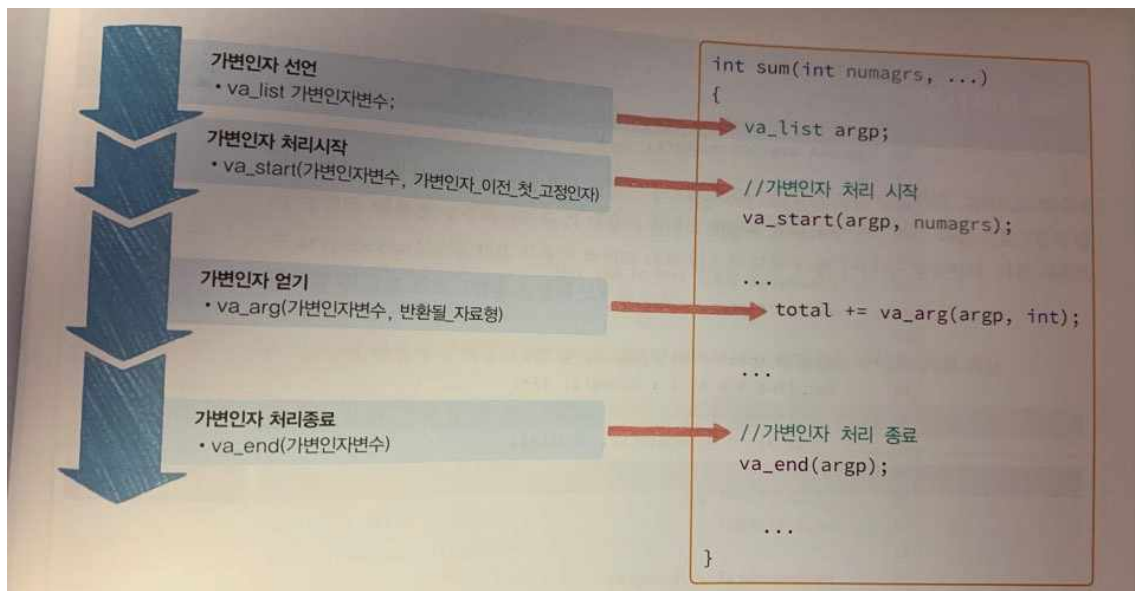 가변인자 선언
• va_list 가변인자변수;
가변인자 처리시작
• va_start(가변인자변수, 가변인자_이전_첫_고정인자)
가변인자 얻기
• va_arg(가변인자변수, 반환될_자료형)
가변인자 처리종료
• va_end(가변인자변수)
int sum(int numagrs, ...)
{
va_list argp;
//가변인자 처리 시작
va_start(argp, numagrs);
...
total += va_arg(argp, int);
...
//가변인자 처리 종료
va_end(argp);
...
}